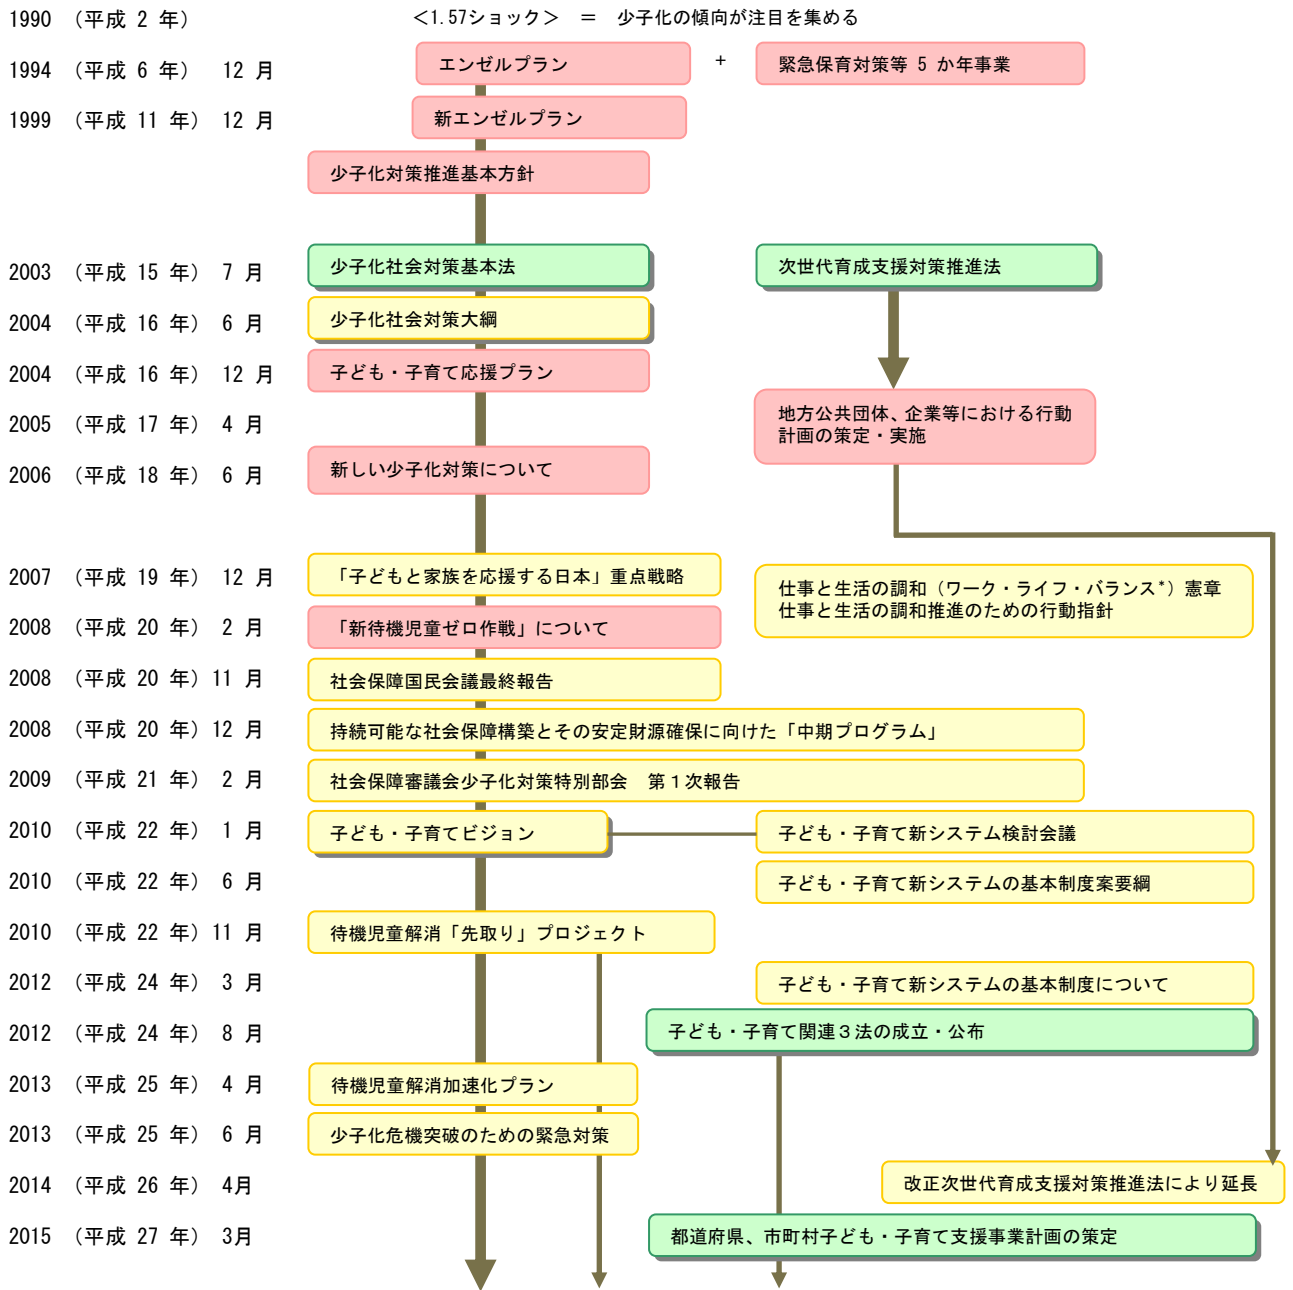 1990 （平成 2 年） ＜1.57ショック＞ ＝ 少子化の傾向が注目を集める
1994 （平成 6 年） 12 月 エンゼルプラン + 緊急保育対策等 5 か年事業
1999 （平成 11 年） 12 月 新エンゼルプラン
少子化対策推進基本方針
2003 （平成 15 年） 7 月 少子化社会対策基本法 次世代育成支援対策推進法
2004 （平成 16 年） 6 月 少子化社会対策大綱
2004 （平成 16 年） 12 月 子ども・子育て応援プラン
2005 （平成 17 年） 4 月 地方公共団体、企業等における行動
計画の策定・実施
2006 （平成 18 年） 6 月 新しい少子化対策について
2007 （平成 19 年） 12 月 「子どもと家族を応援する日本」重点戦略
仕事と生活の調和（ワーク・ライフ・バランス*）憲章
仕事と生活の調和推進のための行動指針
2008 （平成 20 年） 2 月 「新待機児童ゼロ作戦」について
2008 （平成 20 年） 11 月 社会保障国民会議最終報告
2008 （平成 20 年） 12 月 持続可能な社会保障構築とその安定財源確保に向けた「中期プログラム」
2009 （平成 21 年） 2 月 社会保障審議会少子化対策特別部会 第１次報告
2010 （平成 22 年） 1 月 子ども・子育てビジョン 子ども・子育て新システム検討会議
2010 （平成 22 年） 6 月 子ども・子育て新システムの基本制度案要綱
2010 （平成 22 年） 11 月 待機児童解消「先取り」プロジェクト
2012 （平成 24 年） 3 月 子ども・子育て新システムの基本制度について
2012 （平成 24 年） 8 月 子ども・子育て関連３法の成立・公布
2013 （平成 25 年） 4 月 待機児童解消加速化プラン
2013 （平成 25 年） 6 月 少子化危機突破のための緊急対策
2014 （平成 26 年） 4月 改正次世代育成支援対策推進法により延長
2015 （平成 27 年） 3月 都道府県、市町村子ども・子育て支援事業計画の策定